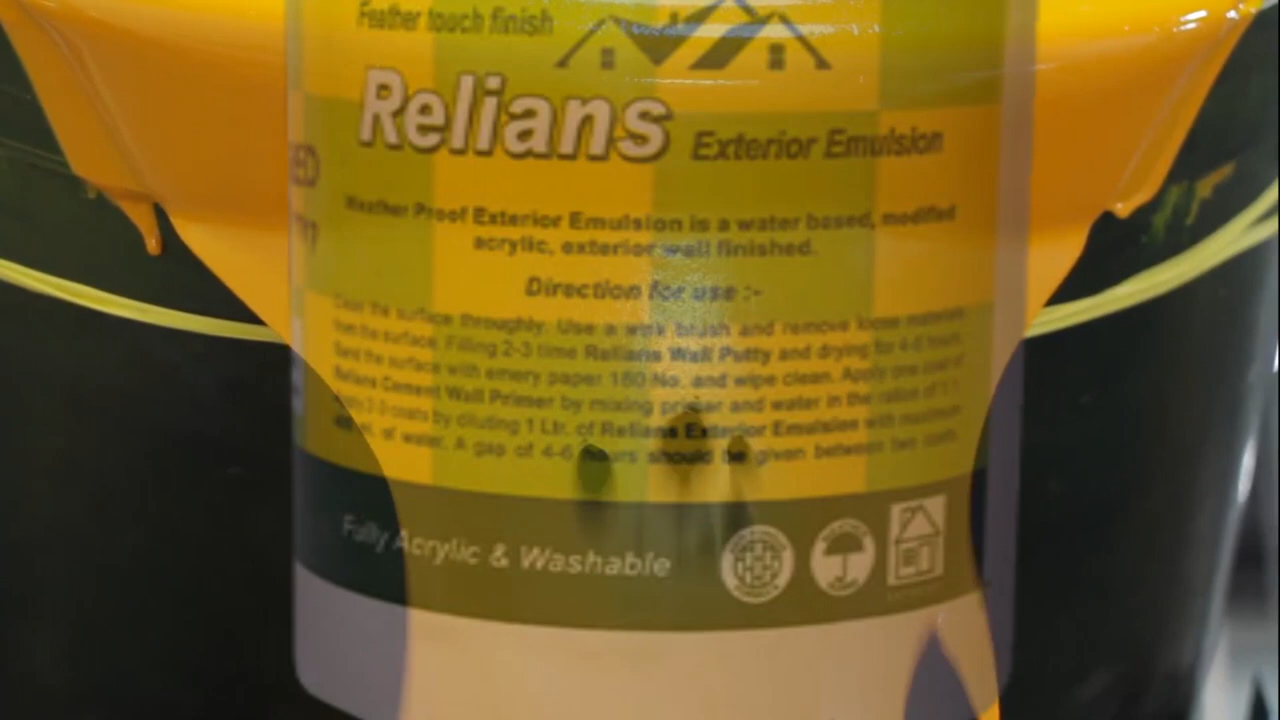 Feather touch finish
Relians Exterior Emulsion
Weather Proof Exterior Emulsion is a water based, modified
acrylic, exterior wall finished.
Direction for use :-
Clean the surface throughly. Use a wire brush and remove loose
from the surface. Filling 2-3 time Relians Wall Putty and drying for 4-6 hours.
Sand the surface with emery paper 180 No. and wipe clean. Apply one coat of
Relians Cement Wall Primer by mixing primer and water in the ratios of
coats by diluting 1 Ltr. of Relians Exterior Emulsion with maximum
ml. of water. A gap of 4-6 hours should be given between two coats.
Fully Acrylic & Washable